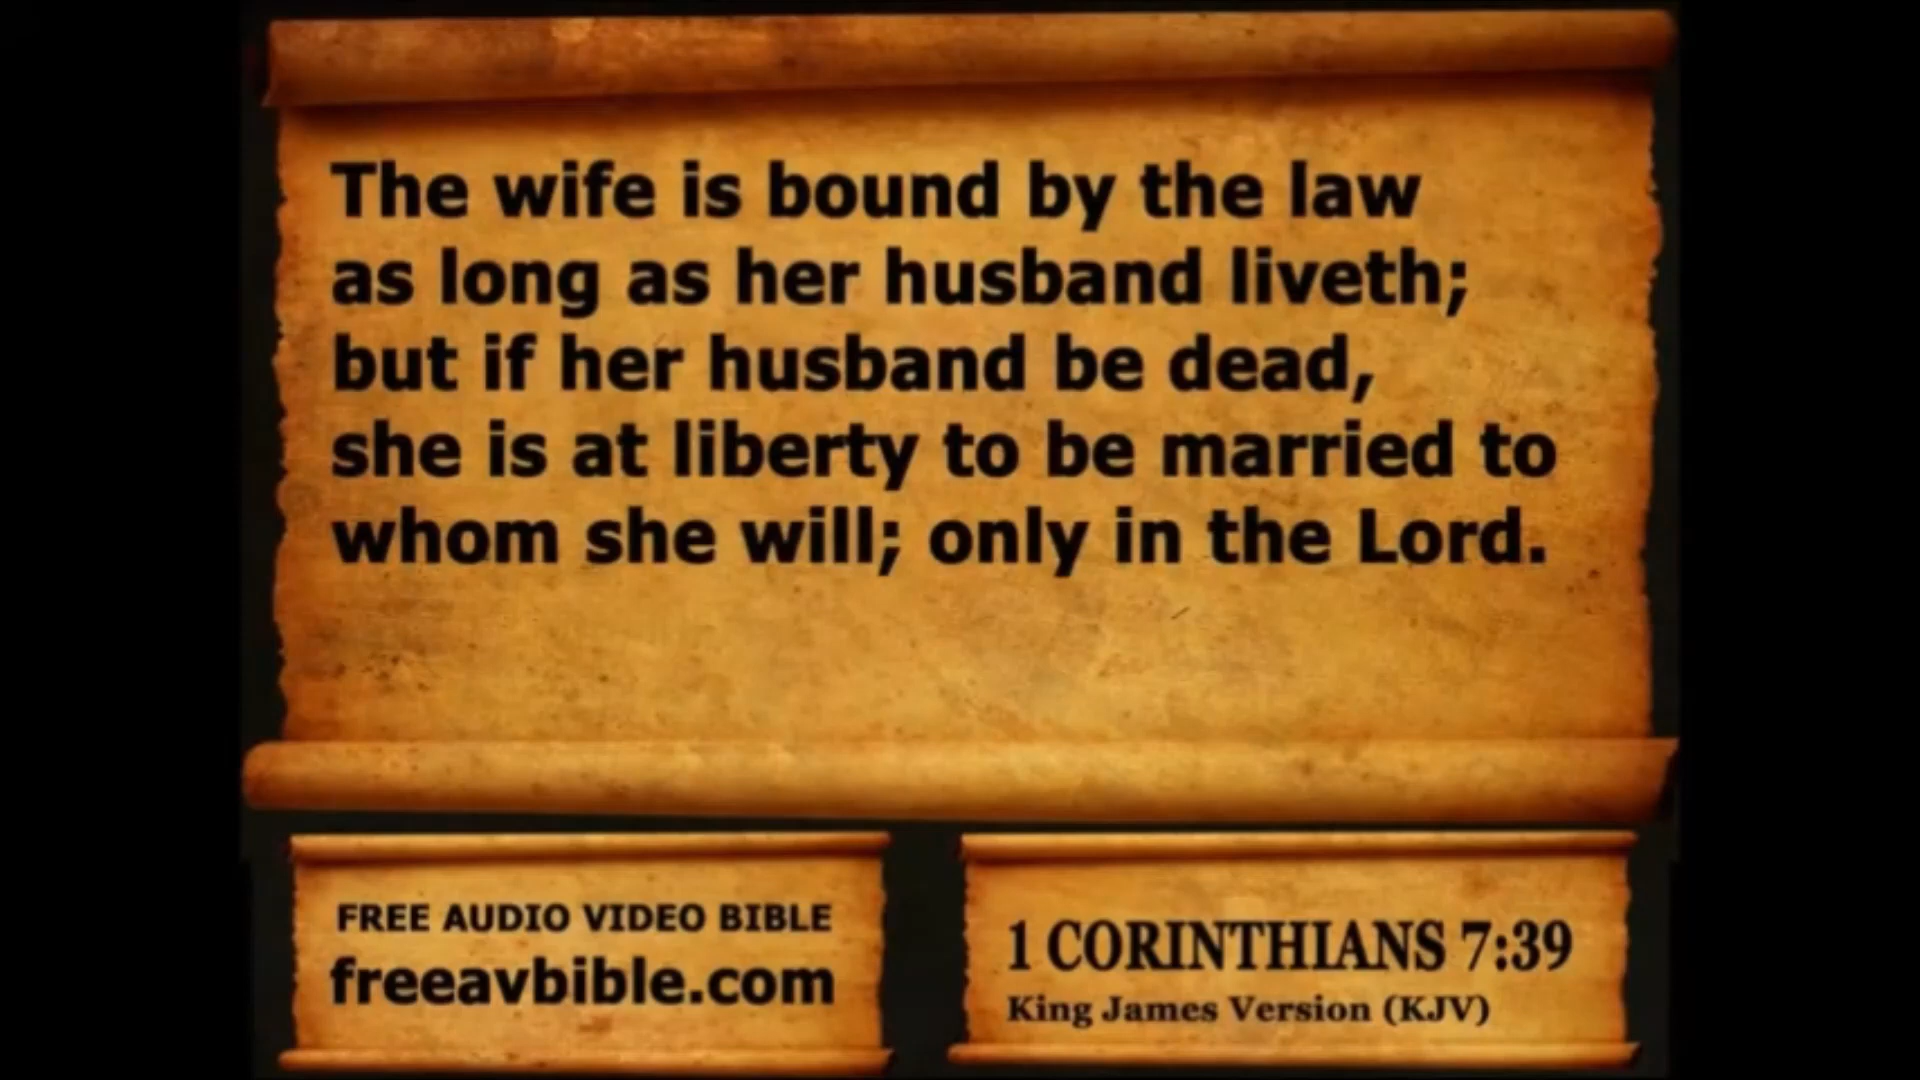 The wife is bound by the law
as long as her husband liveth;
but if her husband be dead,
she is at liberty to be married to
whom she will; only in the Lord.
FREE AUDIO VIDEO BIBLE
freeavbible.com
1 CORINTHIANS 7:39
King James Version (KJV)